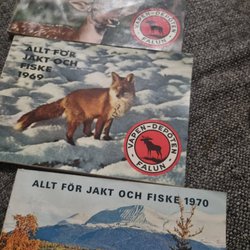 VAPEN-DEPOTEN
FALUN
ALLT FÖR
JAKT OCH
FISKE
1969
VAPEN-DEPOTEN
FALUN
ALLT FÖR JAKT OCH FISKE 1970